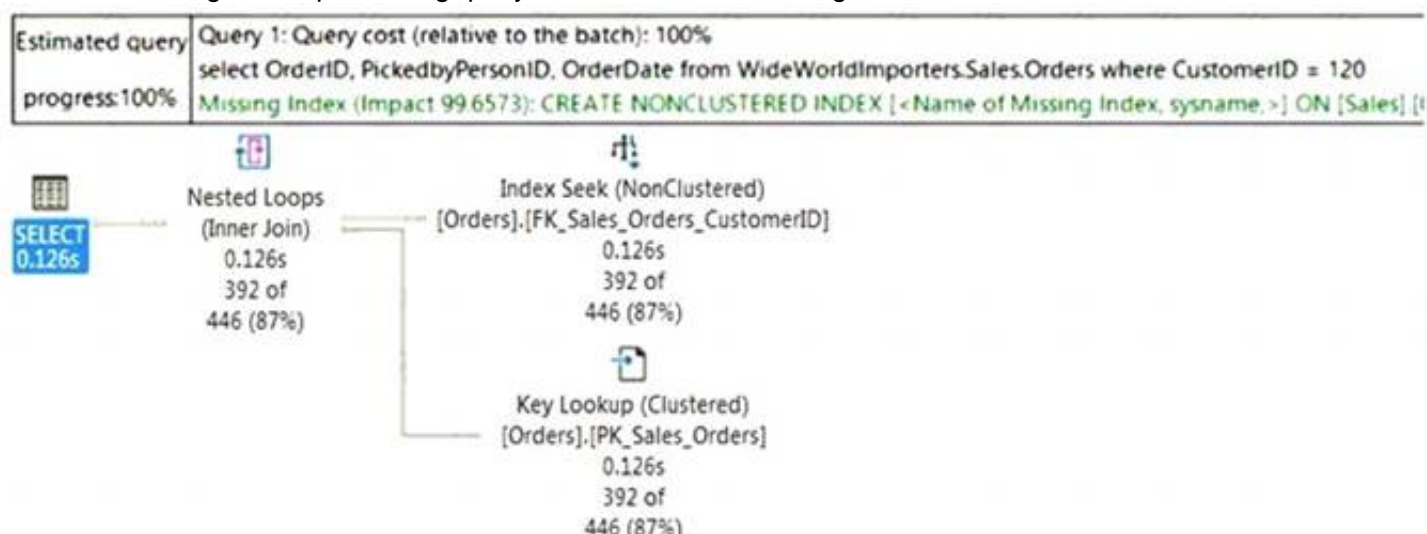 Estimated query
progress:100%
Query 1: Query cost (relative to the batch): 100%
select OrderID, PickedbyPersonID, OrderDate from WideWorldImporters.Sales.Orders where CustomerID = 120
Missing Index (Impact 99.6573): CREATE NONCLUSTERED INDEX [<Name of Missing Index, sysname,>] ON [Sales].[
SELECT
0.126s
Nested Loops
(Inner Join)
0.126s
392 of
446 (87%)
Index Seek (NonClustered)
[Orders].[FK_Sales_Orders_CustomerID]
0.126s
392 of
446 (87%)
Key Lookup (Clustered)
[Orders].[PK_Sales_Orders]
0.126s
392 of
446 (87%)